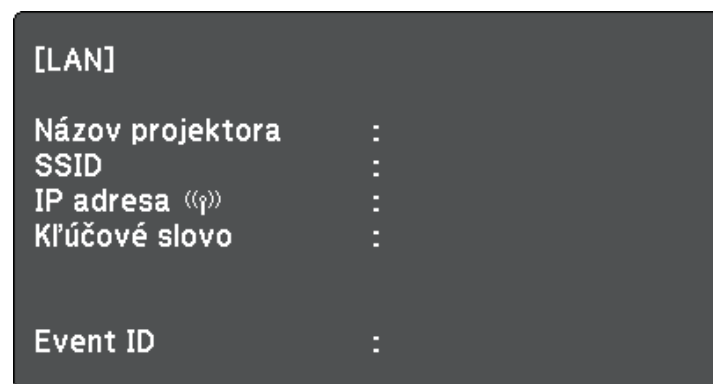 [LAN]
Názov projektora :
SSID :
IP adresa :
Kľúčové slovo :
Event ID :